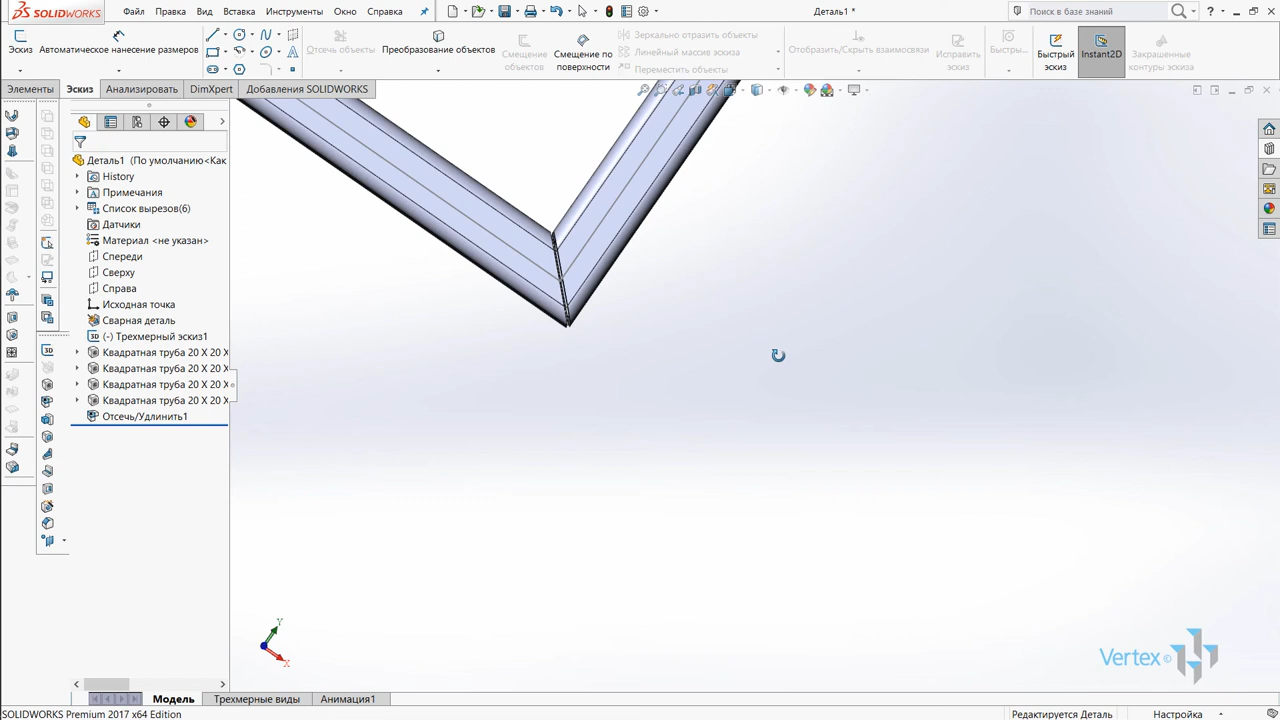 SOLIDWORKS Файл Правка Вид Вставка Инструменты Окно Справка Деталь1 * Поиск в базе знаний ?
Эскиз Автоматическое нанесение размеров Отсечь объекты Преобразование объектов Смещение объектов Смещение по поверхности Зеркально отразить объекты Линейный массив эскиза Переместить объекты Отобразить/Скрыть взаимосвязи Исправить эскиз Быстры... Быстрый эскиз Instant2D Закрашенные контуры эскиза
Элементы Эскиз Анализировать DimXpert Добавления SOLIDWORKS
Деталь1 (По умолчанию<Как
History
Примечания
Список вырезов(6)
Датчики
Материал <не указан>
Спереди
Сверху
Справа
Исходная точка
Сварная деталь
3D (-) Трехмерный эскиз1
Квадратная труба 20 X 20 X
Квадратная труба 20 X 20 X
Квадратная труба 20 X 20 X
Квадратная труба 20 X 20 X
Отсечь/Удлинить1
3D
Y
X
Vertex ©
Модель Трехмерные виды Анимация1
SOLIDWORKS Premium 2017 x64 Edition Редактируется Деталь Настройка